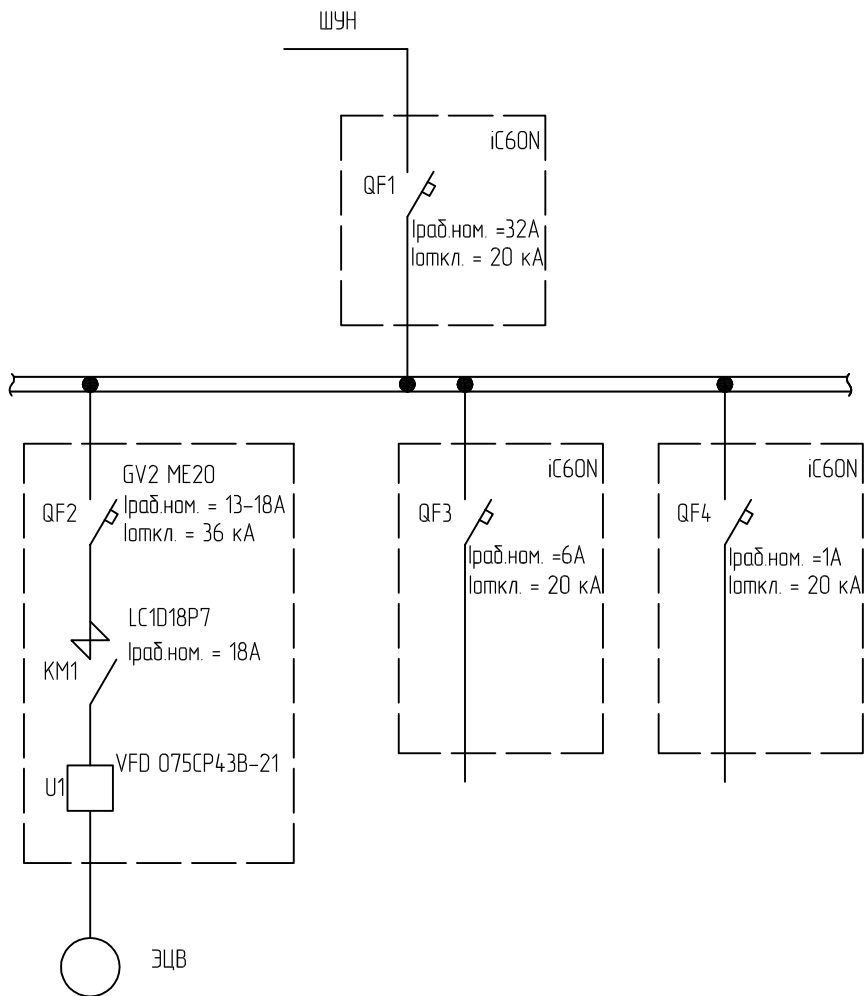 ШУН
iC60N
QF1
Iраб.ном. =32А
Iоткл. = 20 кА
GV2 ME20
QF2
Iраб.ном. = 13-18А
Iоткл. = 36 кА
LC1D18P7
KM1
Iраб.ном. = 18А
VFD 075CP43B-21
U1
ЭЦВ
iC60N
QF3
Iраб.ном. =6А
Iоткл. = 20 кА
iC60N
QF4
Iраб.ном. =1А
Iоткл. = 20 кА